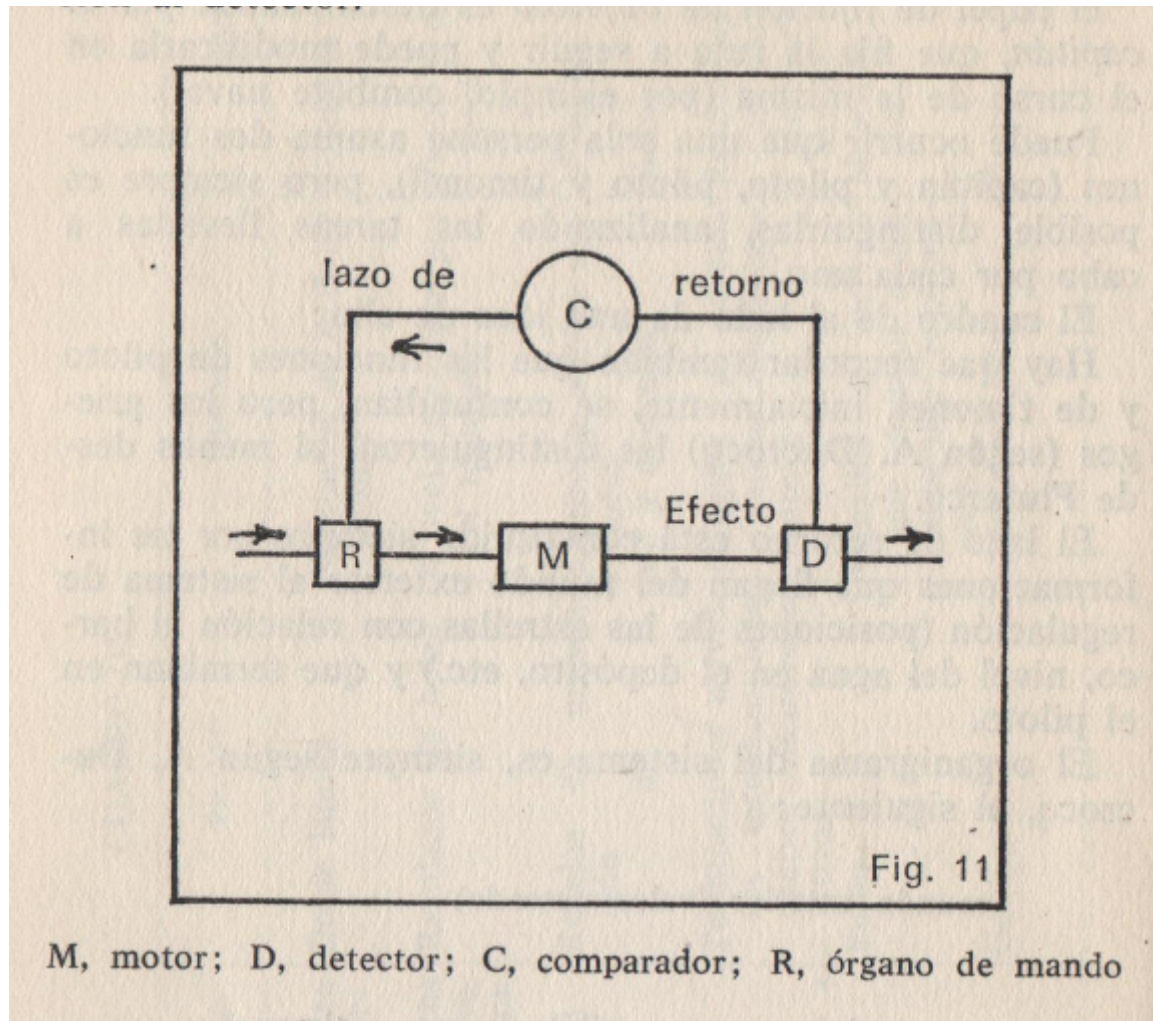 lazo de
retorno
C
Efecto
R
M
D
Fig. 11
M, motor; D, detector; C, comparador; R, órgano de mando